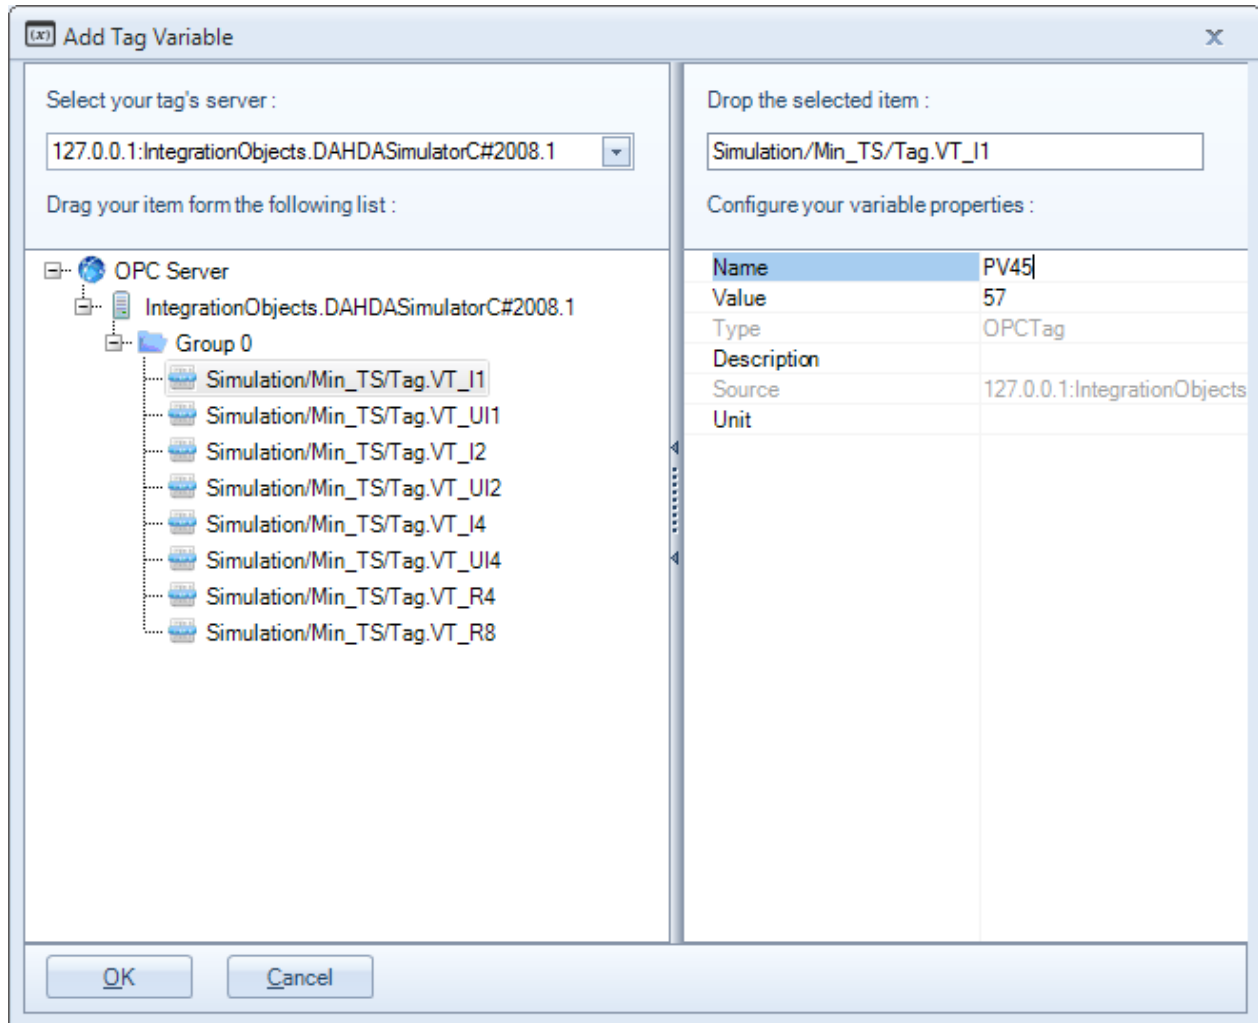 (x) Add Tag Variable x
Select your tag's server :
127.0.0.1:IntegrationObjects.DAHDASimulatorC#2008.1
Drag your item form the following list :
OPC Server
IntegrationObjects.DAHDASimulatorC#2008.1
Group 0
Simulation/Min_TS/Tag.VT_I1
Simulation/Min_TS/Tag.VT_UI1
Simulation/Min_TS/Tag.VT_I2
Simulation/Min_TS/Tag.VT_UI2
Simulation/Min_TS/Tag.VT_I4
Simulation/Min_TS/Tag.VT_UI4
Simulation/Min_TS/Tag.VT_R4
Simulation/Min_TS/Tag.VT_R8
Drop the selected item :
Simulation/Min_TS/Tag.VT_I1
Configure your variable properties :
Name PV45
Value 57
Type OPCTag
Description
Source 127.0.0.1:IntegrationObjects
Unit
OK Cancel